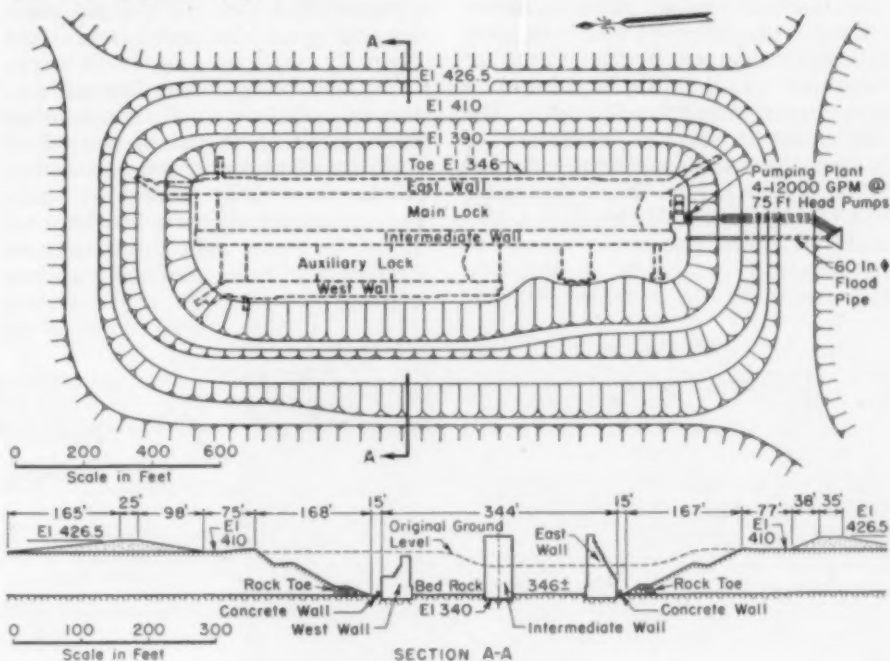 A
El 426.5
El 410
El 390
Toe El 346
East Wall
Main Lock
Intermediate Wall
Auxiliary Lock
West Wall
Pumping Plant
4-12000 GPM @
75 Ft Head Pumps
60 In. ϕ
Flood
Pipe
A
0 200 400 600
Scale in Feet
165' 25' 98' 75' 168' 15' 344' 15' 167' 77' 38' 35'
El 426.5
El
410
Original Ground
Level
East
Wall
El
410
El
426.5
Rock Toe
Concrete Wall
West Wall
Bed Rock
El 340
346±
Intermediate Wall
Rock Toe
Concrete Wall
0 100 200 300
Scale in Feet
SECTION A-A